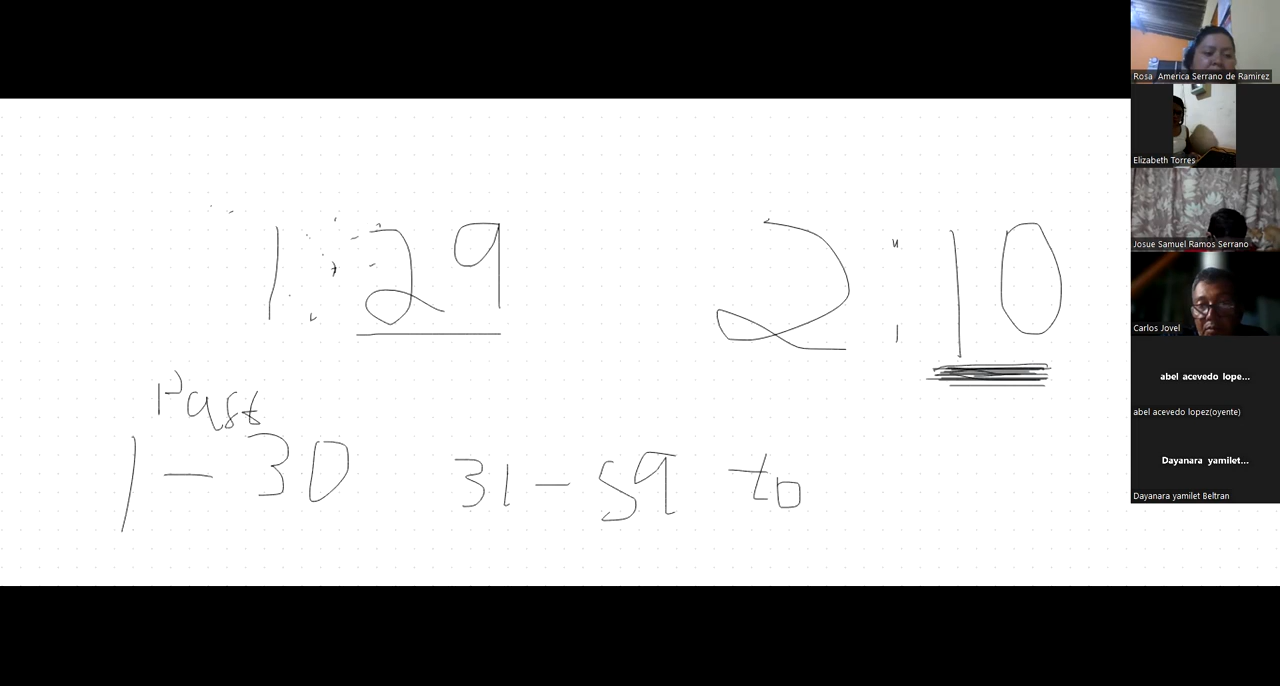 1:29 2:10
Past
1 - 30 31 - 59 to
Rosa America Serrano de Ramirez
Elizabeth Torres
Josue Samuel Ramos Serrano
Carlos Jovel
abel acevedo lope...
abel acevedo lopez(oyente)
Dayanara yamilet...
Dayanara yamilet Beltran